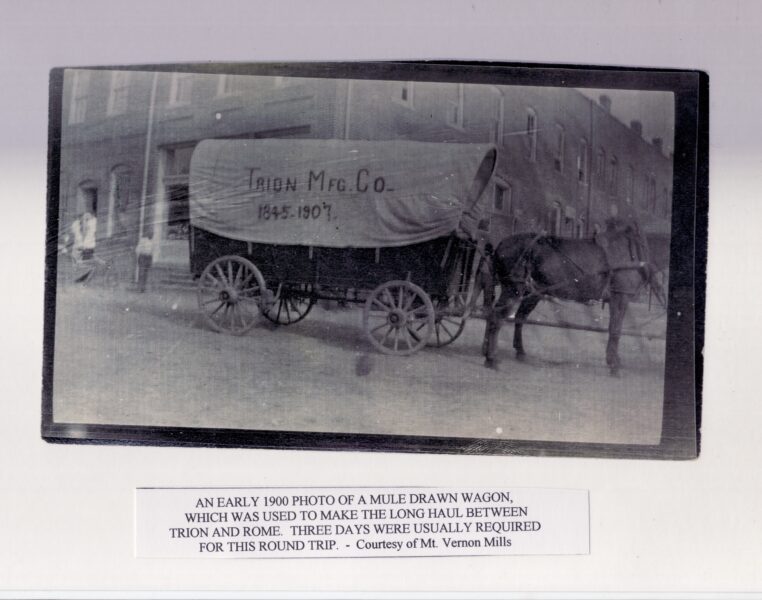 TRION MFG. CO.
1845-1907.
AN EARLY 1900 PHOTO OF A MULE DRAWN WAGON,
WHICH WAS USED TO MAKE THE LONG HAUL BETWEEN
TRION AND ROME. THREE DAYS WERE USUALLY REQUIRED
FOR THIS ROUND TRIP. - Courtesy of Mt. Vernon Mills